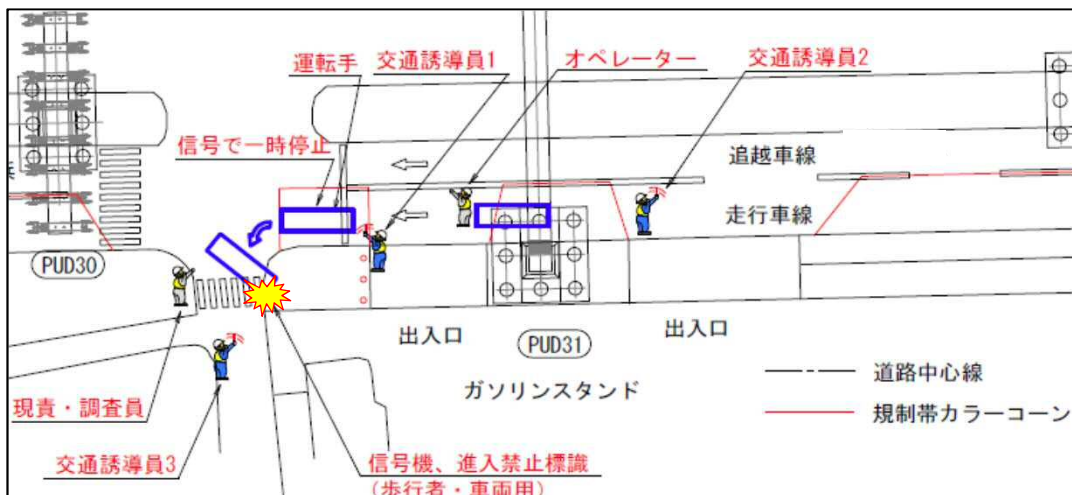 運転手
交通誘導員1
オペレーター
交通誘導員2
信号で一時停止
追越車線
走行車線
PUD30
出入口
PUD31
出入口
ガソリンスタンド
道路中心線
規制帯カラーコーン
現責・調査員
交通誘導員3
信号機、進入禁止標識
(歩行者・車両用)